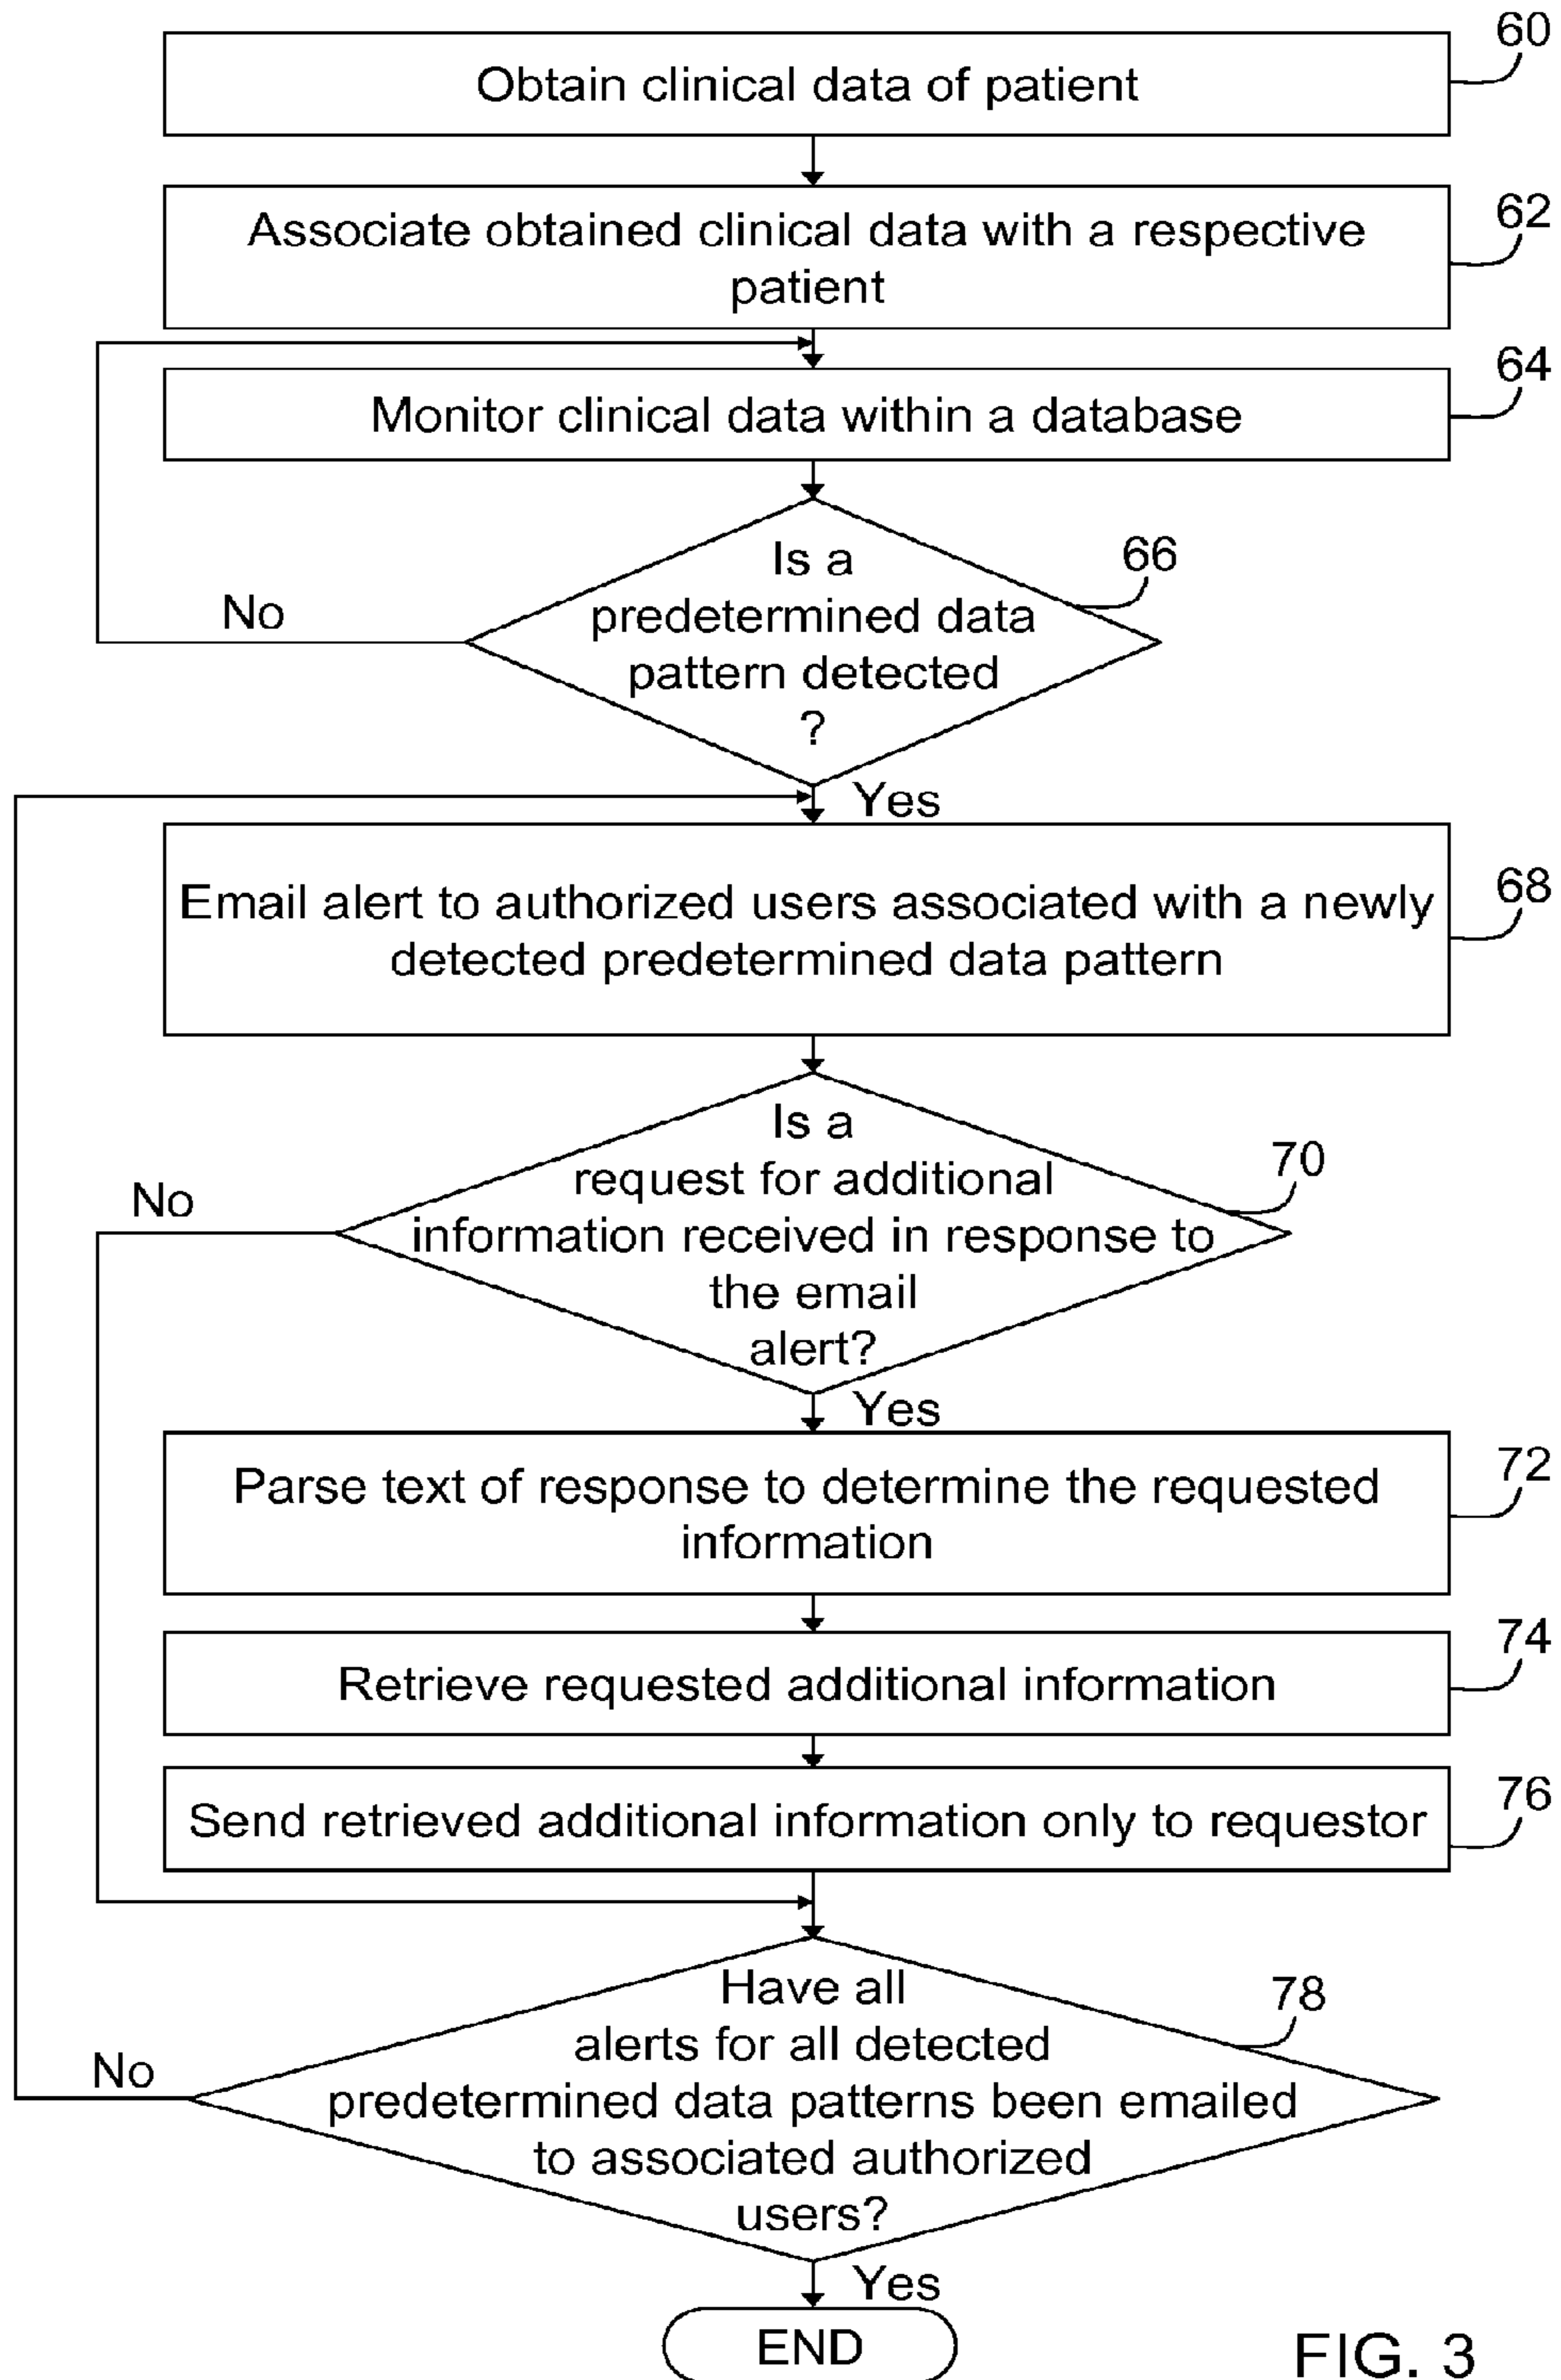 60
Obtain clinical data of patient
62
Associate obtained clinical data with a respective
patient
64
Monitor clinical data within a database
66
Is a
predetermined data
pattern detected
?
No
Yes
68
Email alert to authorized users associated with a newly
detected predetermined data pattern
70
Is a
request for additional
information received in response to
the email
alert?
No
Yes
72
Parse text of response to determine the requested
information
74
Retrieve requested additional information
76
Send retrieved additional information only to requestor
78
Have all
alerts for all detected
predetermined data patterns been emailed
to associated authorized
users?
No
Yes
END
FIG. 3